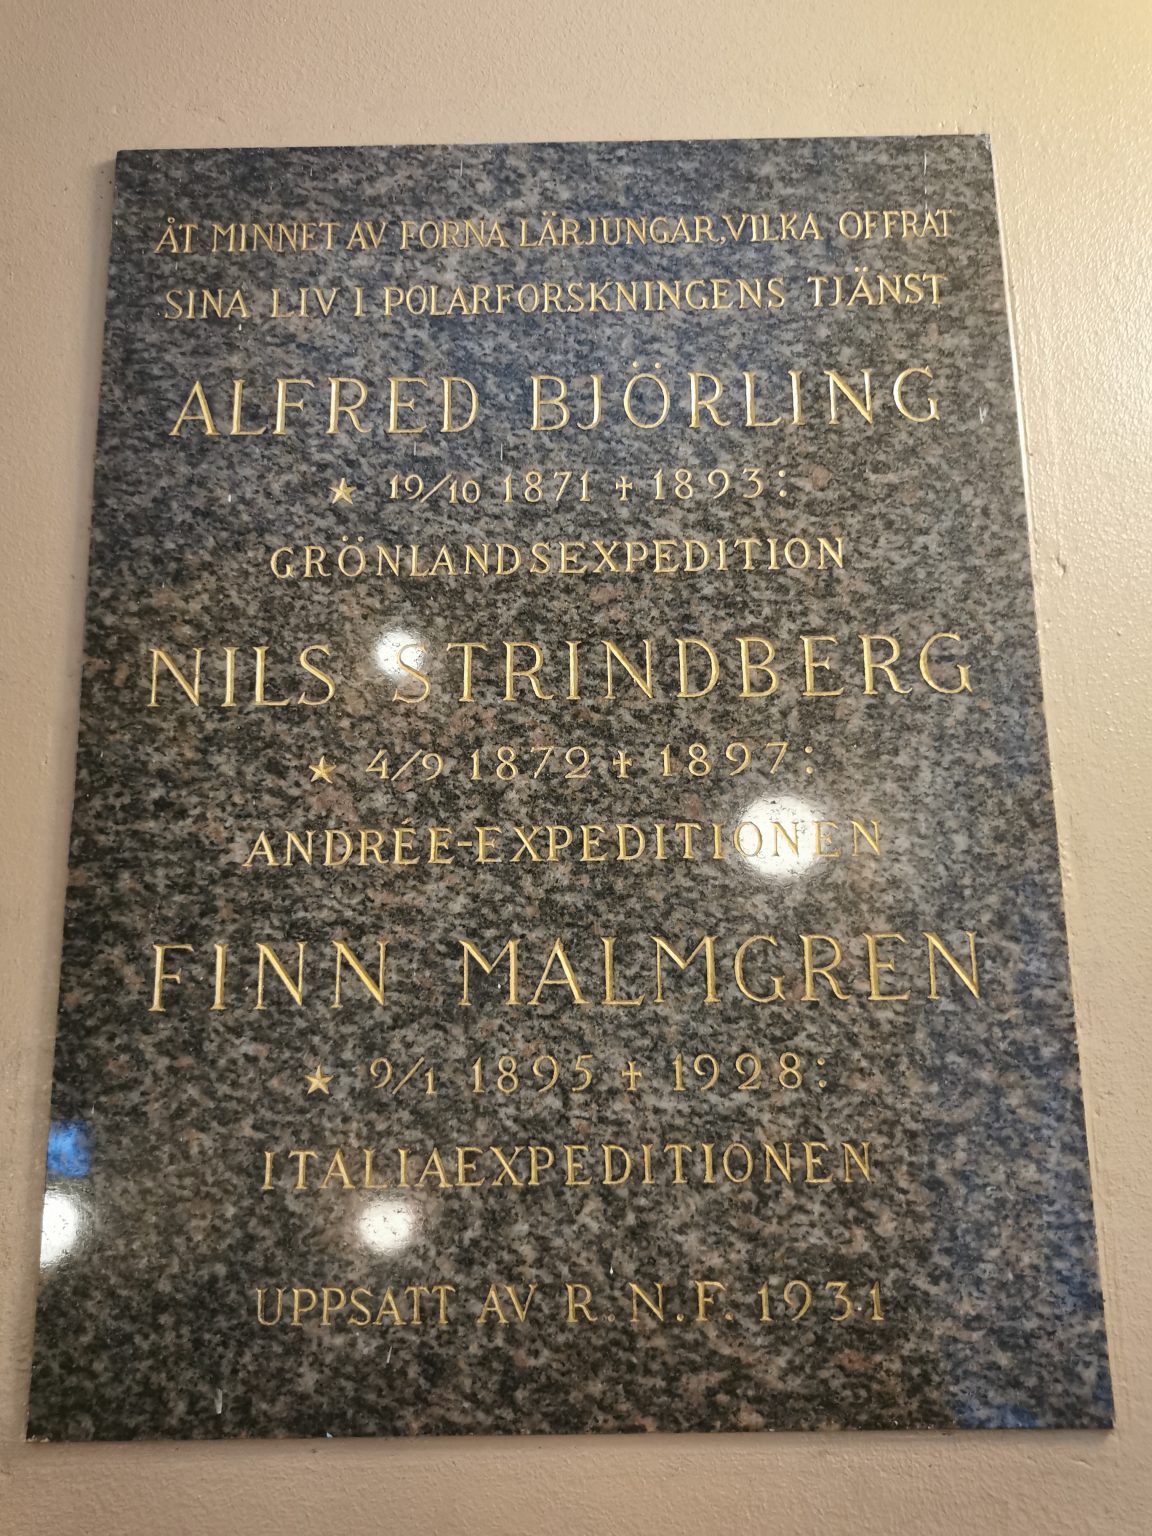 ÅT MINNET AV FORNA LÄRJUNGAR, VILKA OFFRAT
SINA LIV I POLARFORSKNINGENS TJÄNST
ALFRED BJÖRLING
★ 19/10 1871 + 1893:
GRÖNLANDSEXPEDITION
NILS STRINDBERG
★ 4/9 1872 + 1897:
ANDRÉE-EXPEDITIONEN
FINN MALMGREN
★ 9/1 1895 + 1928:
ITALIAEXPEDITIONEN
UPPSATT AV R.N.F. 1931